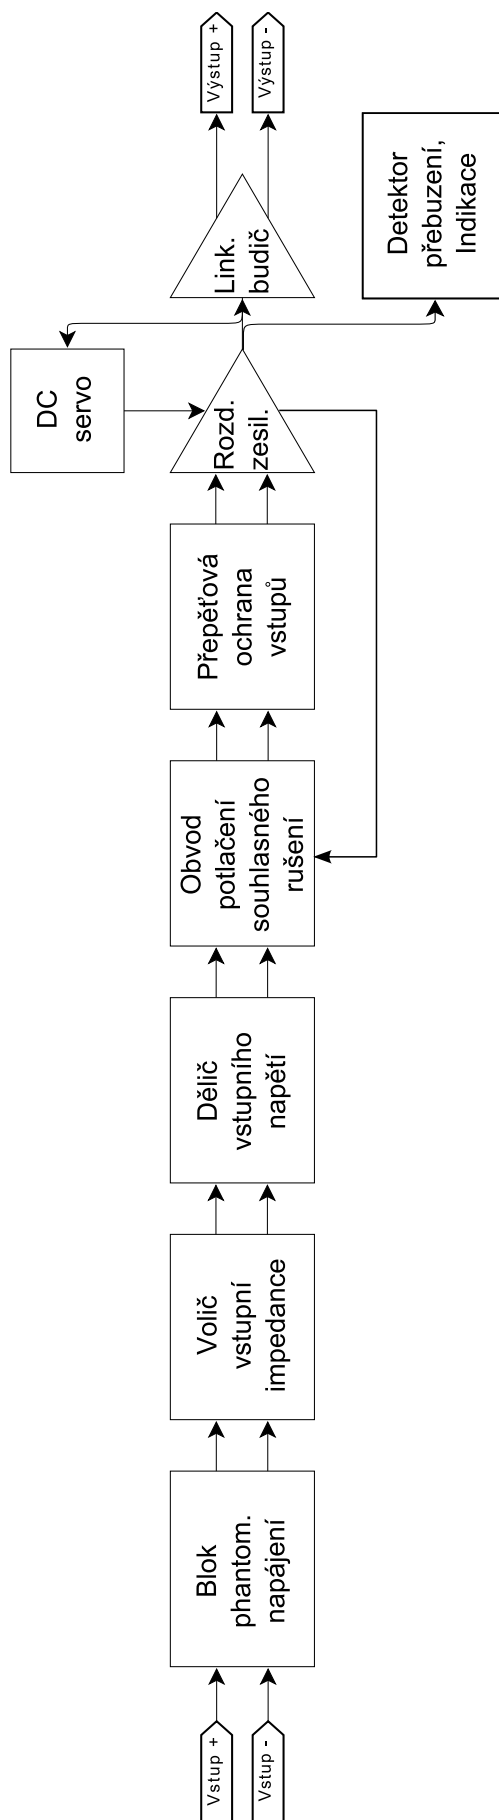 Vstup +
Vstup -
Blok
phantom.
napájení
Volič
vstupní
impedance
Dělič
vstupního
napětí
Obvod
potlačení
souhlasného
rušení
Přepěťová
ochrana
vstupů
Rozd.
zesil.
DC
servo
Link.
budič
Detektor
přebuzení,
Indikace
Výstup +
Výstup -